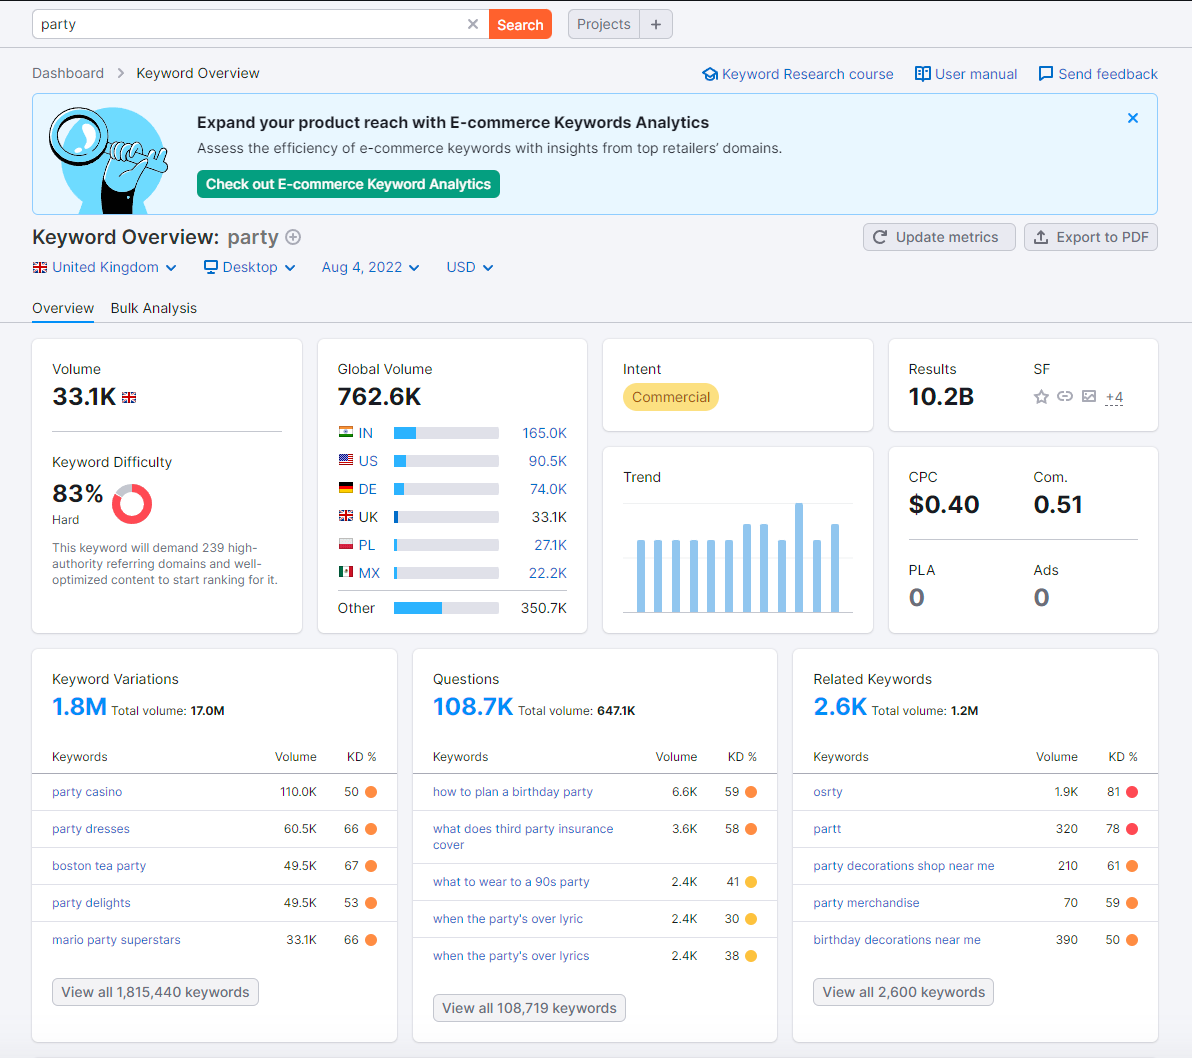 party
Search
Projects
+
Dashboard
Keyword Overview
Keyword Research course
User manual
Send feedback
Expand your product reach with E-commerce Keywords Analytics
Assess the efficiency of e-commerce keywords with insights from top retailers’ domains.
Check out E-commerce Keyword Analytics
Keyword Overview: party
Update metrics
Export to PDF
United Kingdom
Desktop
Aug 4, 2022
USD
Overview
Bulk Analysis
Volume
33.1K
Keyword Difficulty
83%
Hard
This keyword will demand 239 high-
authority referring domains and well-
optimized content to start ranking for it.
Global Volume
762.6K
IN 165.0K
US 90.5K
DE 74.0K
UK 33.1K
PL 27.1K
MX 22.2K
Other 350.7K
Intent
Commercial
Trend
Results
10.2B
SF
+4
CPC
$0.40
Com.
0.51
PLA
0
Ads
0
Keyword Variations
1.8M Total volume: 17.0M
Keywords Volume KD %
party casino 110.0K 50
party dresses 60.5K 66
boston tea party 49.5K 67
party delights 49.5K 53
mario party superstars 33.1K 66
View all 1,815,440 keywords
Questions
108.7K Total volume: 647.1K
Keywords Volume KD %
how to plan a birthday party 6.6K 59
what does third party insurance 3.6K 58
cover
what to wear to a 90s party 2.4K 41
when the party's over lyric 2.4K 30
when the party's over lyrics 2.4K 38
View all 108,719 keywords
Related Keywords
2.6K Total volume: 1.2M
Keywords Volume KD %
osrty 1.9K 81
partt 320 78
party decorations shop near me 210 61
party merchandise 70 59
birthday decorations near me 390 50
View all 2,600 keywords